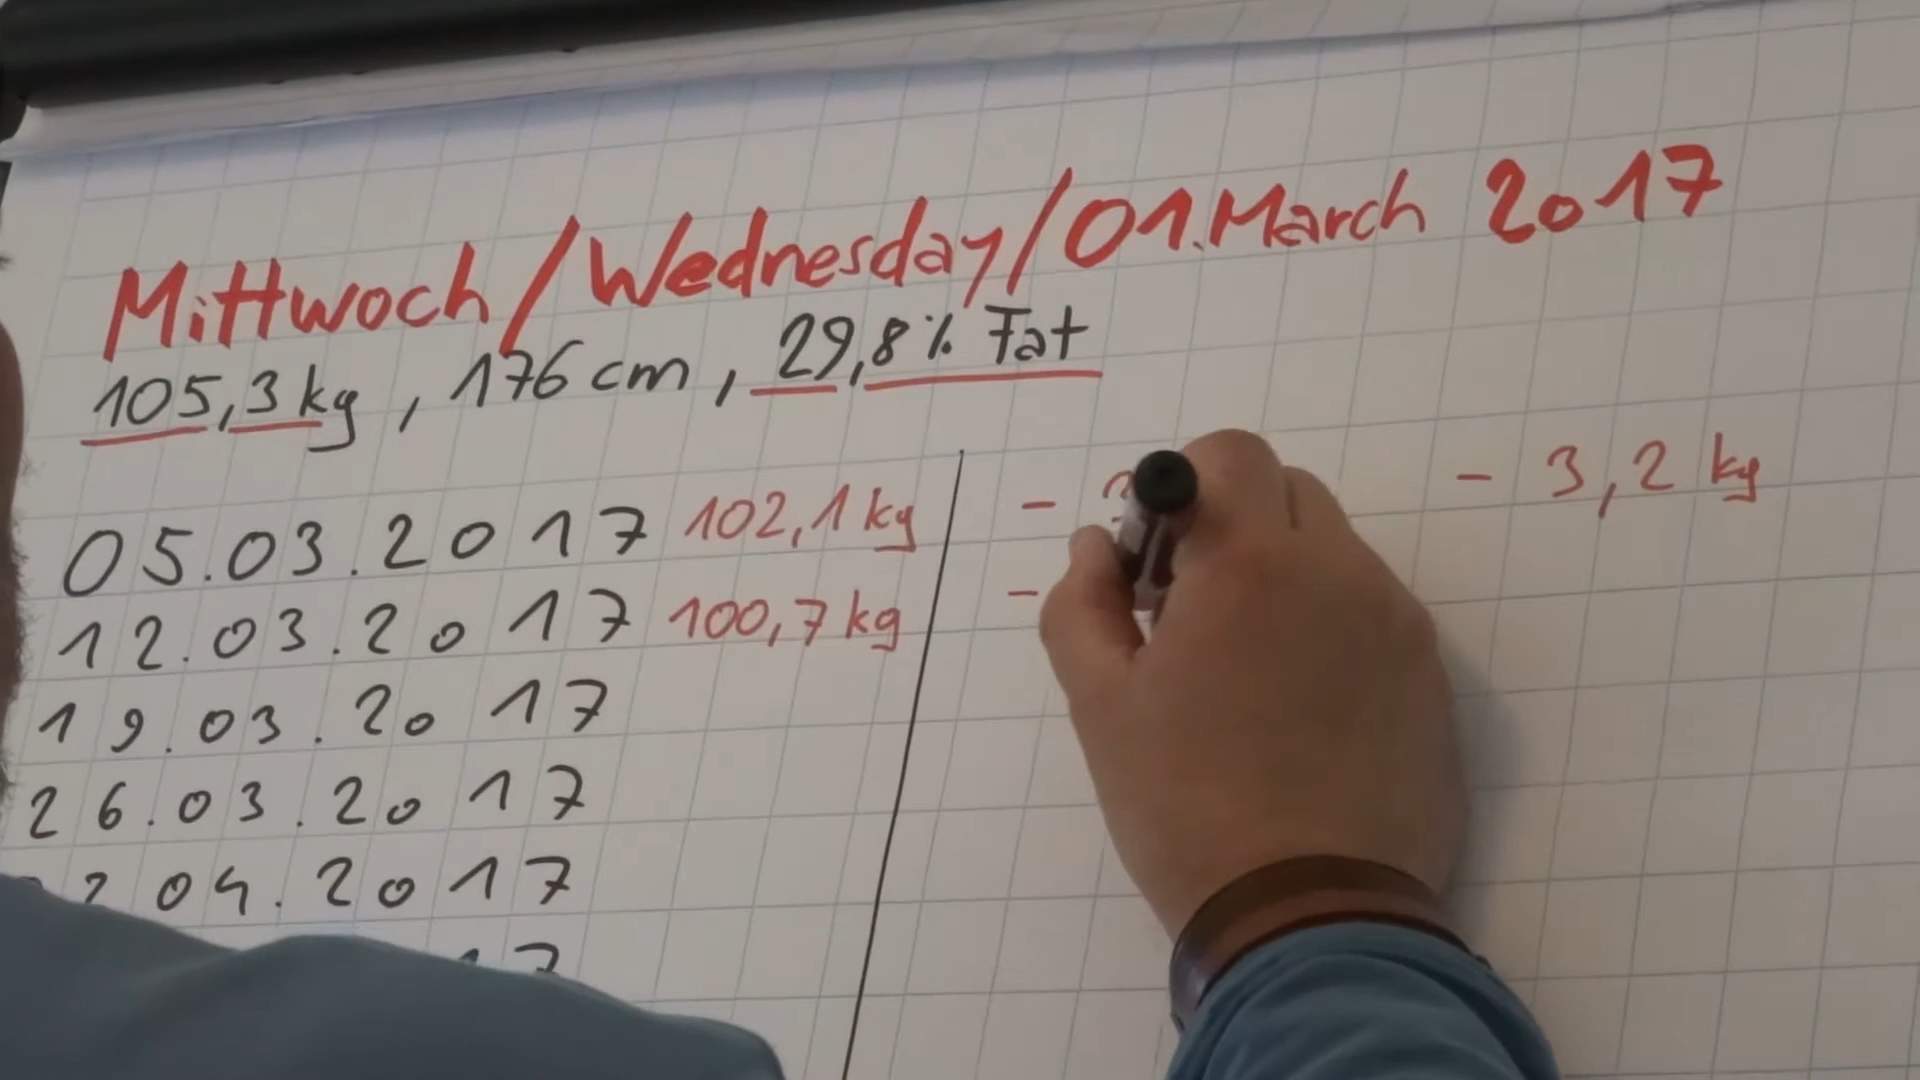 Mittwoch/Wednesday/01.March 2017
105,3 kg, 176 cm, 29,8% Fat
05.03.2017 102,1 kg - - 3,2 kg
12.03.2017 100,7 kg -
19.03.2017
26.03.2017
04.2017
17